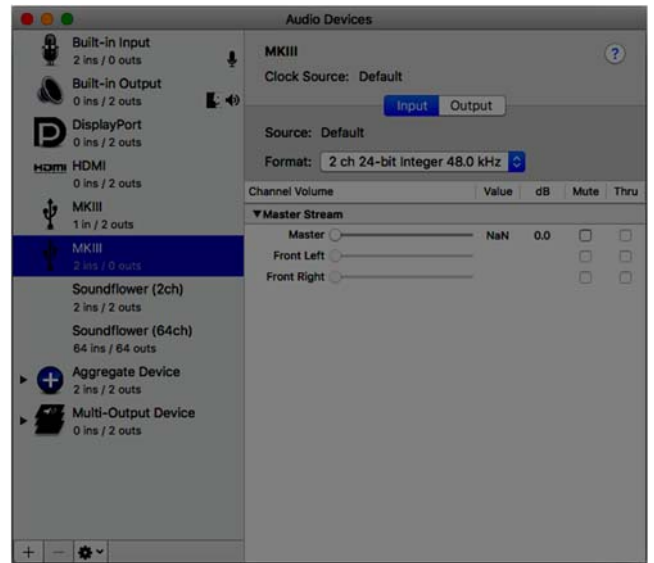 Audio Devices
Built-in Input
2 ins / 0 outs
Built-in Output
0 ins / 2 outs
DisplayPort
0 ins / 2 outs
HDMI
HDMI
0 ins / 2 outs
MKIII
1 in / 2 outs
MKIII
2 ins / 0 outs
Soundflower (2ch)
2 ins / 2 outs
Soundflower (64ch)
64 ins / 64 outs
Aggregate Device
2 ins / 2 outs
Multi-Output Device
0 ins / 2 outs
MKIII
?
Clock Source: Default
Input Output
Source: Default
Format: 2 ch 24-bit Integer 48.0 kHz
Channel Volume Value dB Mute Thru
▼Master Stream
Master NaN 0.0
Front Left
Front Right